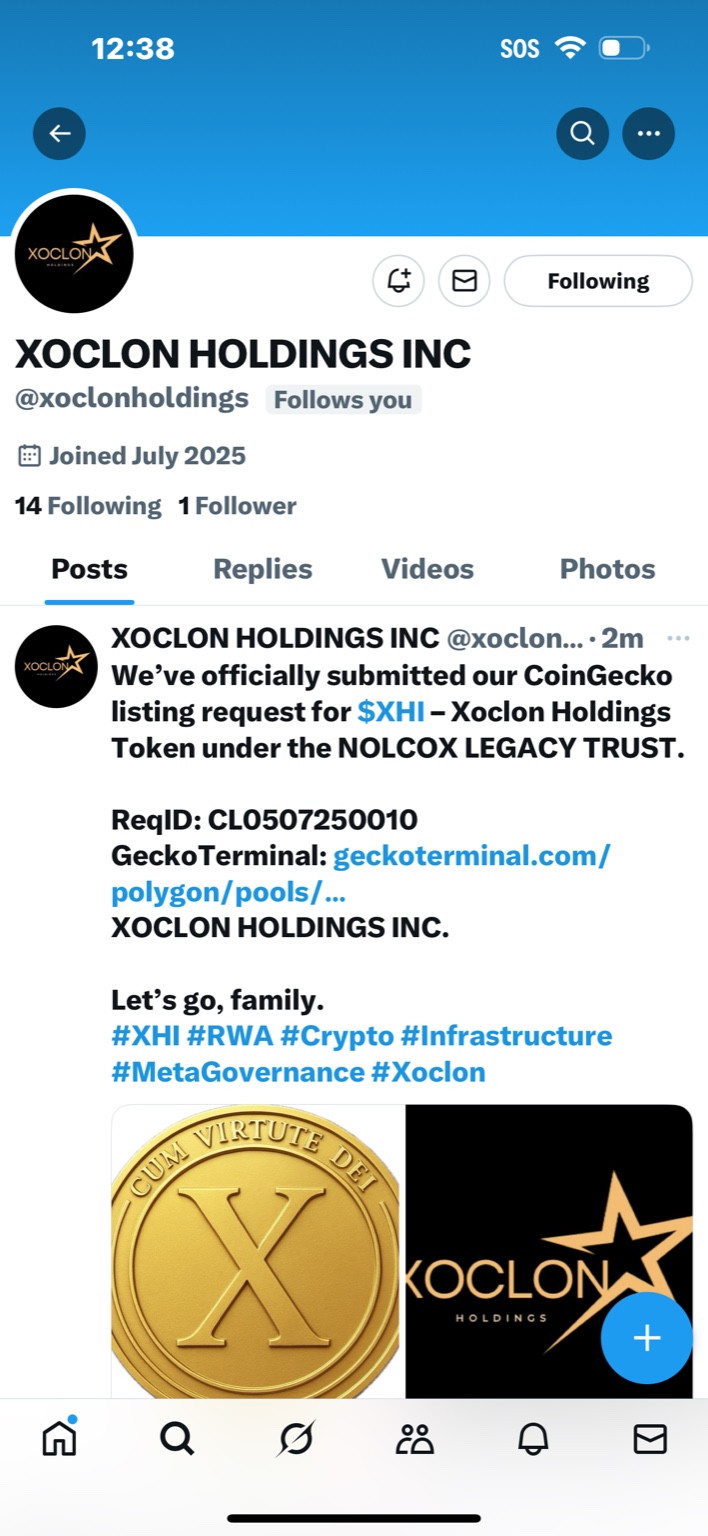 12:38 SOS
XOCLON
HOLDINGS
Following
XOCLON HOLDINGS INC
@xoclonholdings Follows you
Joined July 2025
14 Following 1 Follower
Posts Replies Videos Photos
XOCLON
XOCLON HOLDINGS INC @xoclon... · 2m
We’ve officially submitted our CoinGecko
listing request for $XHI – Xoclon Holdings
Token under the NOLCOX LEGACY TRUST.
ReqID: CL0507250010
GeckoTerminal: geckoterminal.com/
polygon/pools/...
XOCLON HOLDINGS INC.
Let’s go, family.
#XHI #RWA #Crypto #Infrastructure
#MetaGovernance #Xoclon
CUM VIRTUTE DEI
X
XOCLON
HOLDINGS